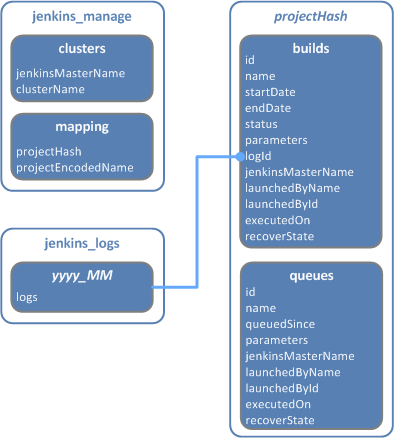 jenkins_manage
clusters
jenkinsMasterName
clusterName
mapping
projectHash
projectEncodedName
jenkins_logs
yyyy_MM
logs
projectHash
builds
id
name
startDate
endDate
status
parameters
logId
jenkinsMasterName
launchedByName
launchedById
executedOn
recoverState
queues
id
name
queuedSince
parameters
jenkinsMasterName
launchedByName
launchedById
executedOn
recoverState